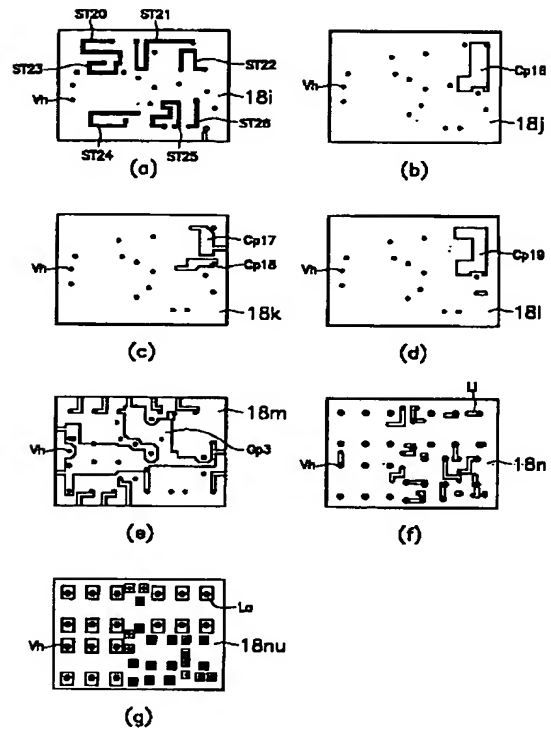 ST20 ST21
ST23 ST22
Vh 18i
ST24 ST25 ST26
(a)
Vh Cp16
18j
(b)
Cp17
Vh Cp18
18k
(c)
Vh Cp19
18l
(d)
18m
Vh Gp3
(e)
Li
Vh 18n
(f)
La
Vh 18nu
(g)